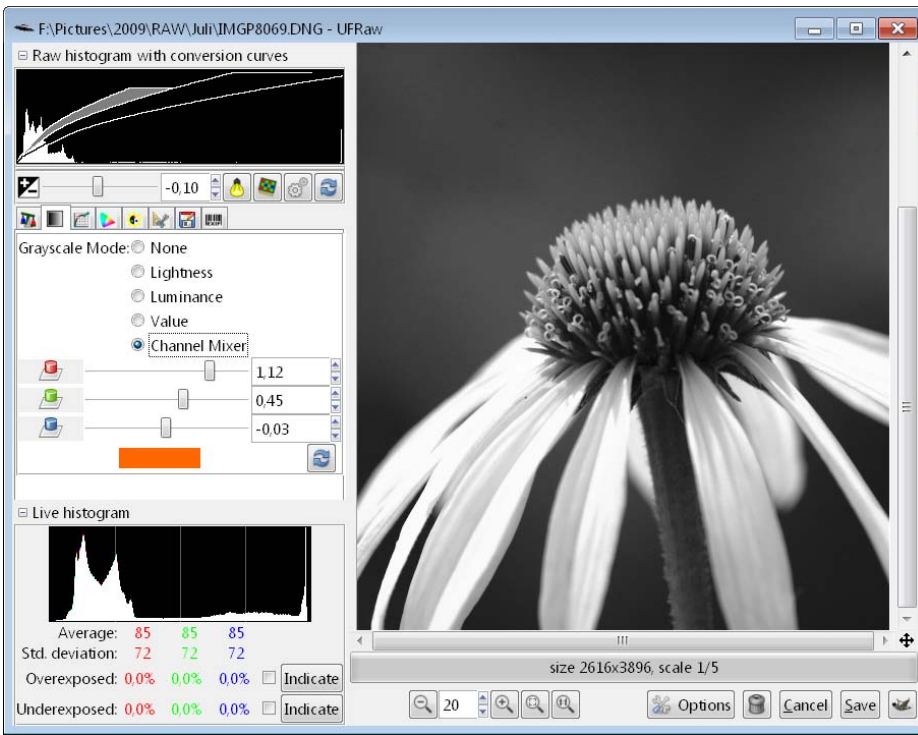 F:\Pictures\2009\RAW\Juli\IMGP8069.DNG - UFRaw
Raw histogram with conversion curves
-0,10
Grayscale Mode: None
Lightness
Luminance
Value
Channel Mixer
1,12
0,45
-0,03
Live histogram
Average: 85 85 85
Std. deviation: 72 72 72
Overexposed: 0,0% 0,0% 0,0% Indicate
Underexposed: 0,0% 0,0% 0,0% Indicate
size 2616x3896, scale 1/5
20 Options Cancel Save